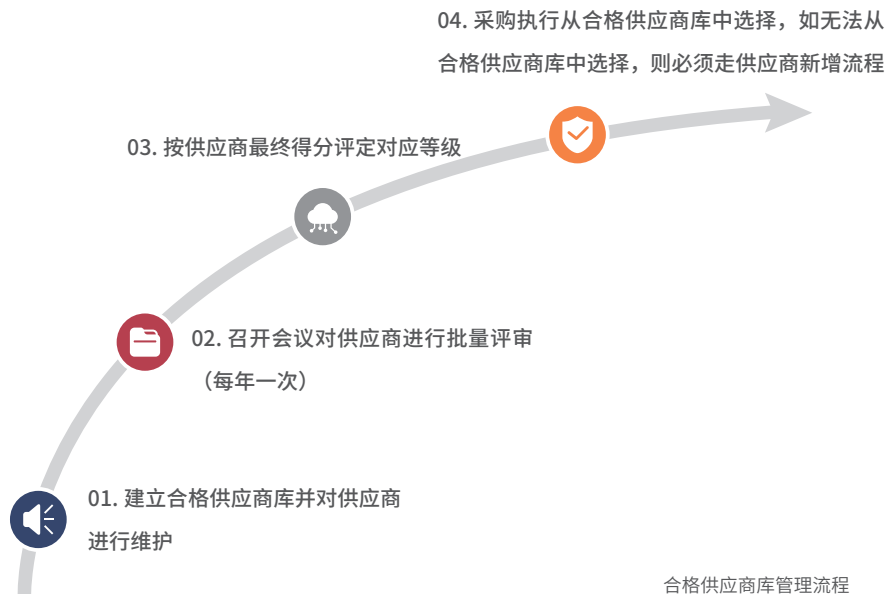 04. 采购执行从合格供应商库中选择，如无法从
合格供应商库中选择，则必须走供应商新增流程
03. 按供应商最终得分评定对应等级
02. 召开会议对供应商进行批量评审
（每年一次）
01. 建立合格供应商库并对供应商
进行维护
合格供应商库管理流程